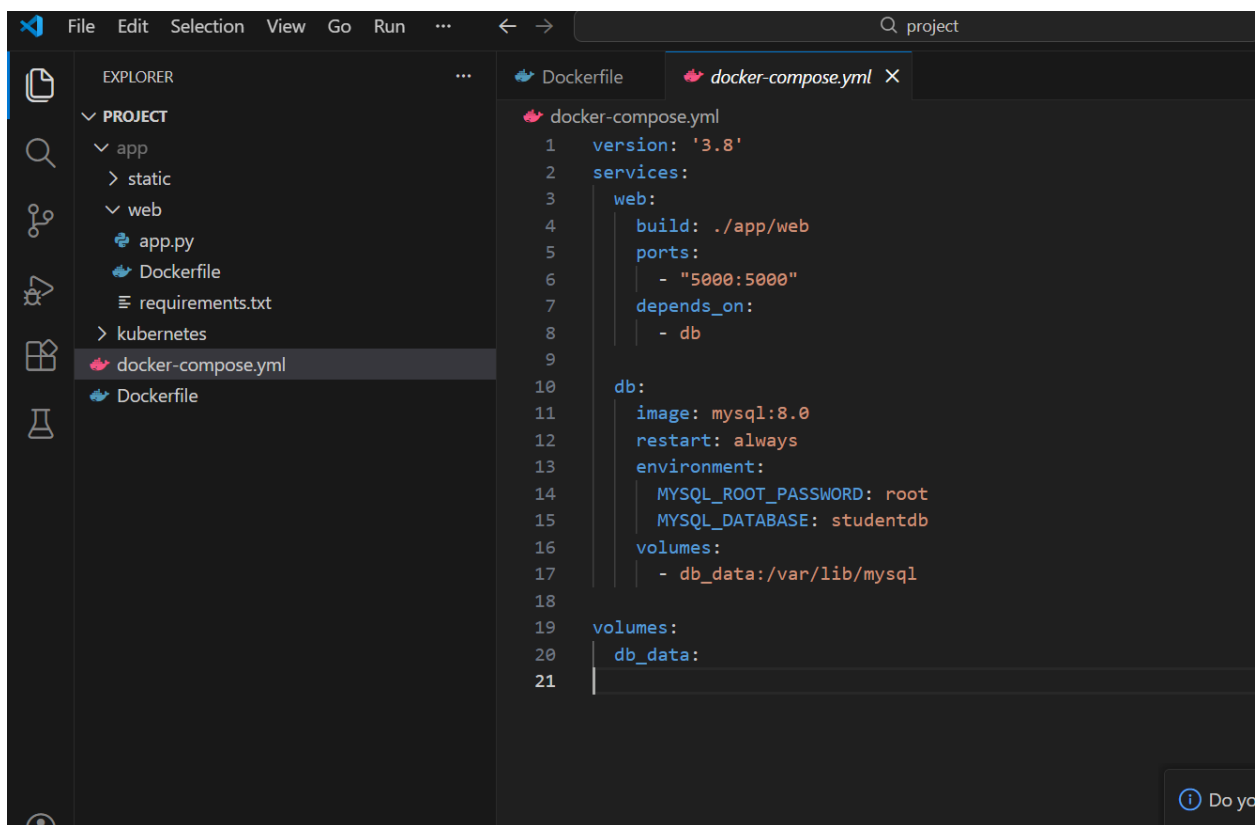 File Edit Selection View Go Run ··· ← → project
EXPLORER ···
PROJECT
app
static
web
app.py
Dockerfile
requirements.txt
kubernetes
docker-compose.yml
Dockerfile
Dockerfile docker-compose.yml
docker-compose.yml
1 version: '3.8'
2 services:
3 web:
4 build: ./app/web
5 ports:
6 - "5000:5000"
7 depends_on:
8 - db
9
10 db:
11 image: mysql:8.0
12 restart: always
13 environment:
14 MYSQL_ROOT_PASSWORD: root
15 MYSQL_DATABASE: studentdb
16 volumes:
17 - db_data:/var/lib/mysql
18
19 volumes:
20 db_data:
21
Do yo